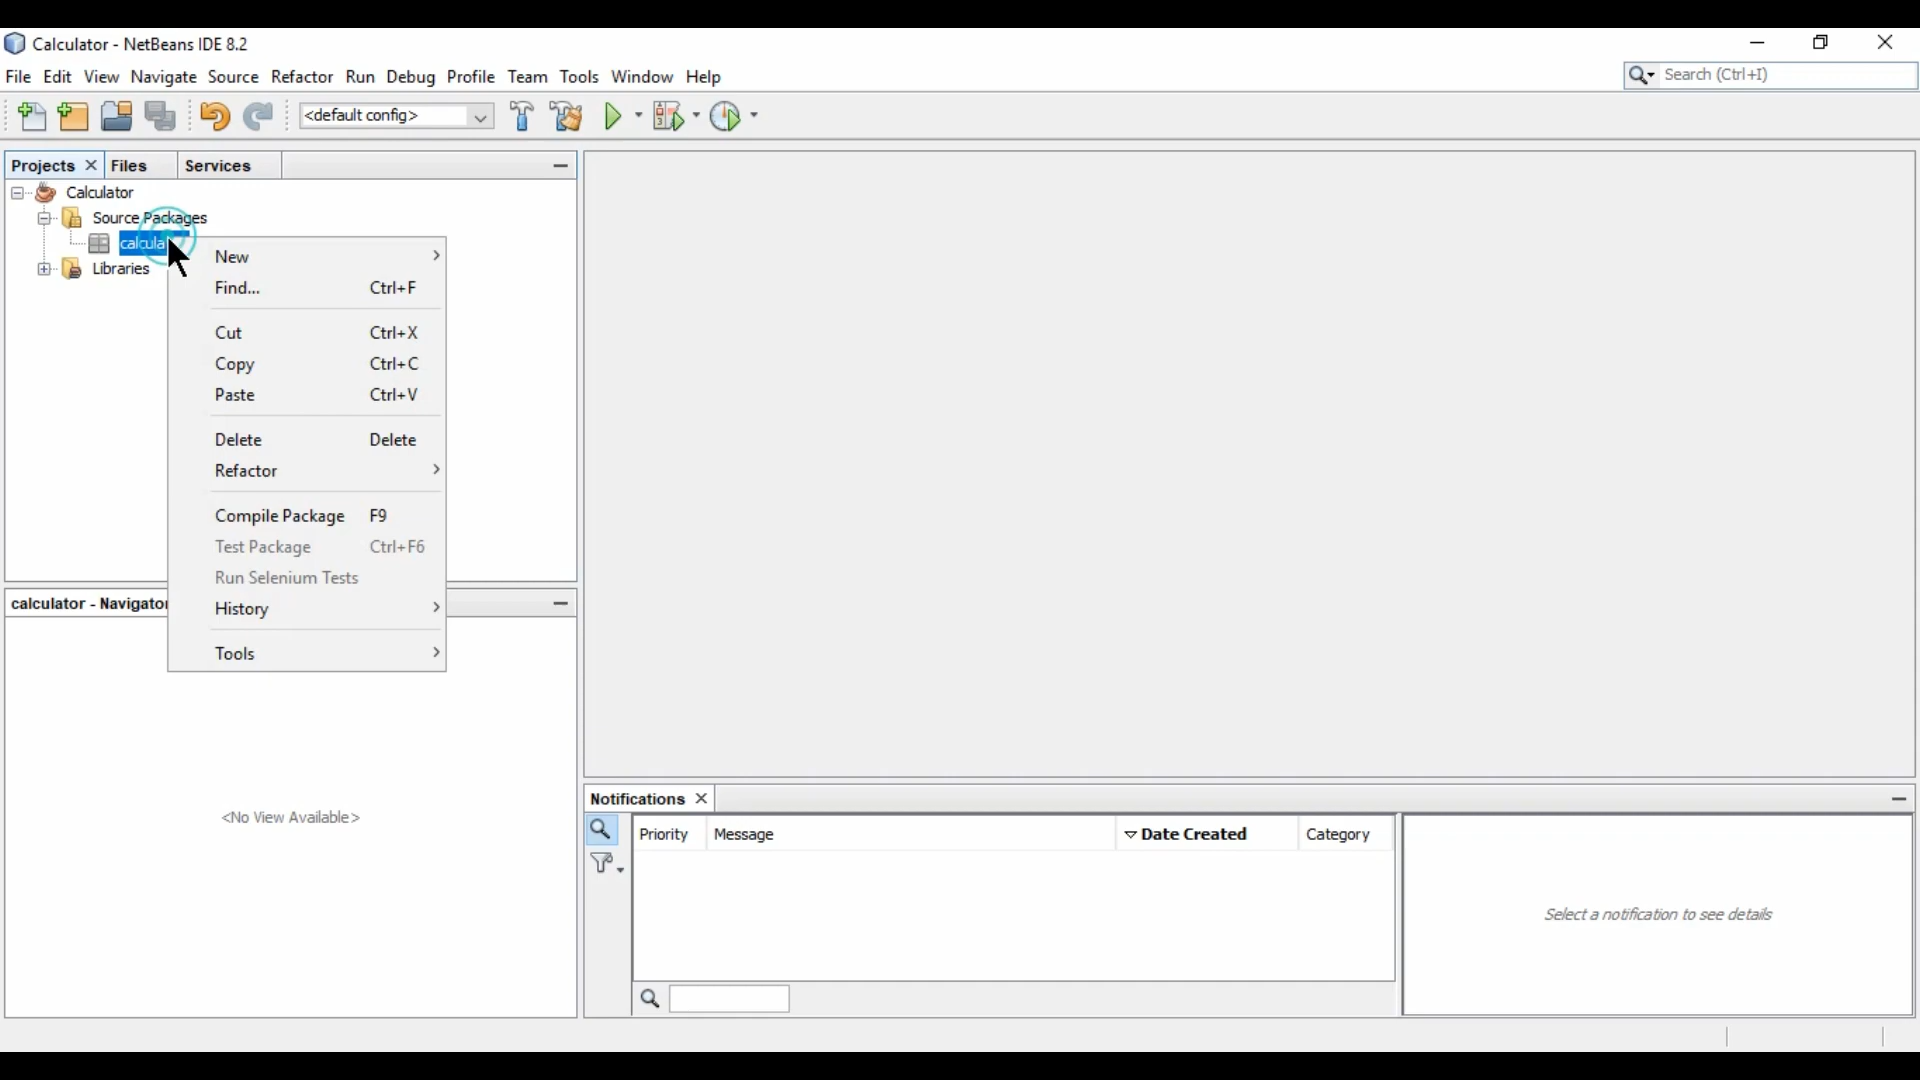 Calculator - NetBeans IDE 8.2
File Edit View Navigate Source Refactor Run Debug Profile Team Tools Window Help
Search (Ctrl+I)
<default config>
Projects Files Services
Calculator
Source Packages
calcula
Libraries
New
Find... Ctrl+F
Cut Ctrl+X
Copy Ctrl+C
Paste Ctrl+V
Delete Delete
Refactor
Compile Package F9
Test Package Ctrl+F6
Run Selenium Tests
History
Tools
calculator - Navigator
<No View Available>
Notifications
Priority Message Date Created Category
Select a notification to see details